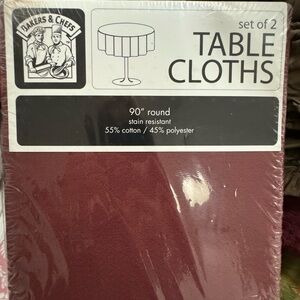 BAKERS & CHEFS
set of 2
TABLE
CLOTHS
90" round
stain resistant
55% cotton / 45% polyester